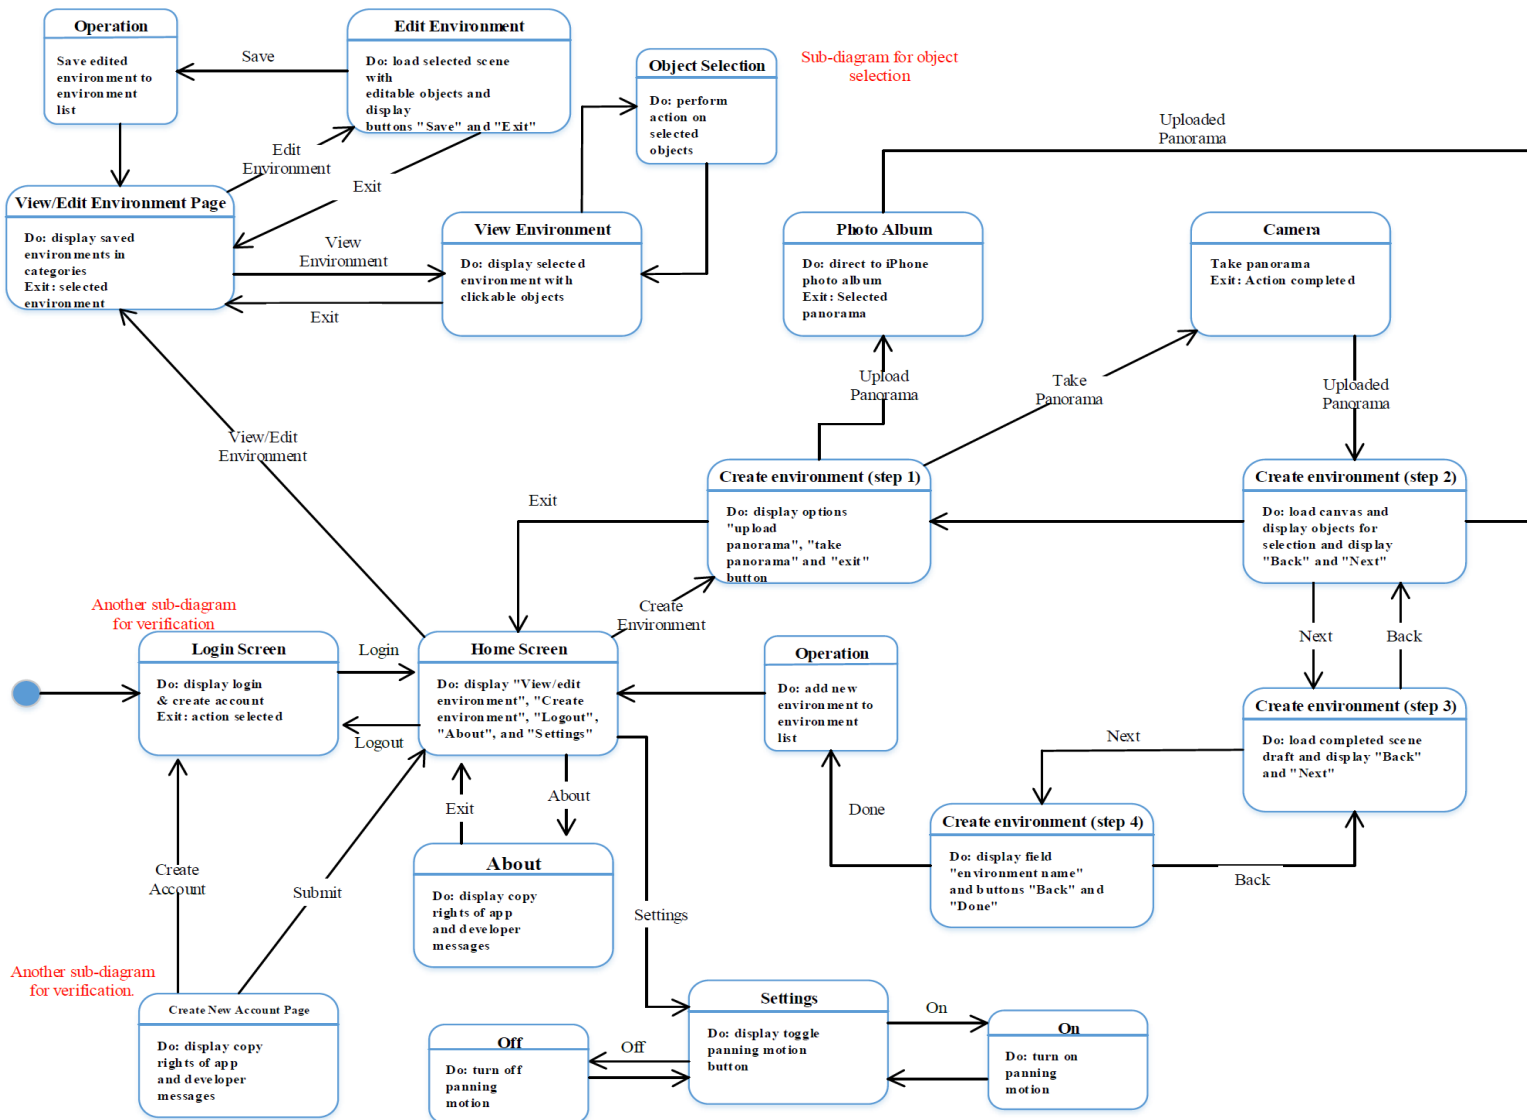 Operation
Save edited
environment to
environment
list
Save
Edit Environment
Do: load selected scene
with
editable objects and
display
buttons "Save" and "Exit"
Edit
Environment
Exit
Object Selection
Do: perform
action on
selected
objects
Sub-diagram for object
selection
Uploaded
Panorama
View/Edit Environment Page
Do: display saved
environments in
categories
Exit: selected
environment
View
Environment
Exit
View Environment
Do: display selected
environment with
clickable objects
Photo Album
Do: direct to iPhone
photo album
Exit: Selected
panorama
Camera
Take panorama
Exit: Action completed
Upload
Panorama
Take
Panorama
Uploaded
Panorama
View/Edit
Environment
Exit
Create environment (step 1)
Do: display options
"upload
panorama", "take
panorama" and "exit"
button
Create environment (step 2)
Do: load canvas and
display objects for
selection and display
"Back" and "Next"
Create
Environment
Next
Back
Another sub-diagram
for verification
Login Screen
Do: display login
& create account
Exit: action selected
Login
Logout
Home Screen
Do: display "View/edit
environment", "Create
environment", "Logout",
"About", and "Settings"
Operation
Do: add new
environment to
environment
list
Create environment (step 3)
Do: load completed scene
draft and display "Back"
and "Next"
Next
Done
Create environment (step 4)
Do: display field
"environment name"
and buttons "Back" and
"Done"
Back
Exit
About
About
Do: display copy
rights of app
and developer
messages
Create
Account
Submit
Settings
Another sub-diagram
for verification.
Create New Account Page
Do: display copy
rights of app
and developer
messages
Off
Do: turn off
panning
motion
Off
Settings
Do: display toggle
panning motion
button
On
On
Do: turn on
panning
motion